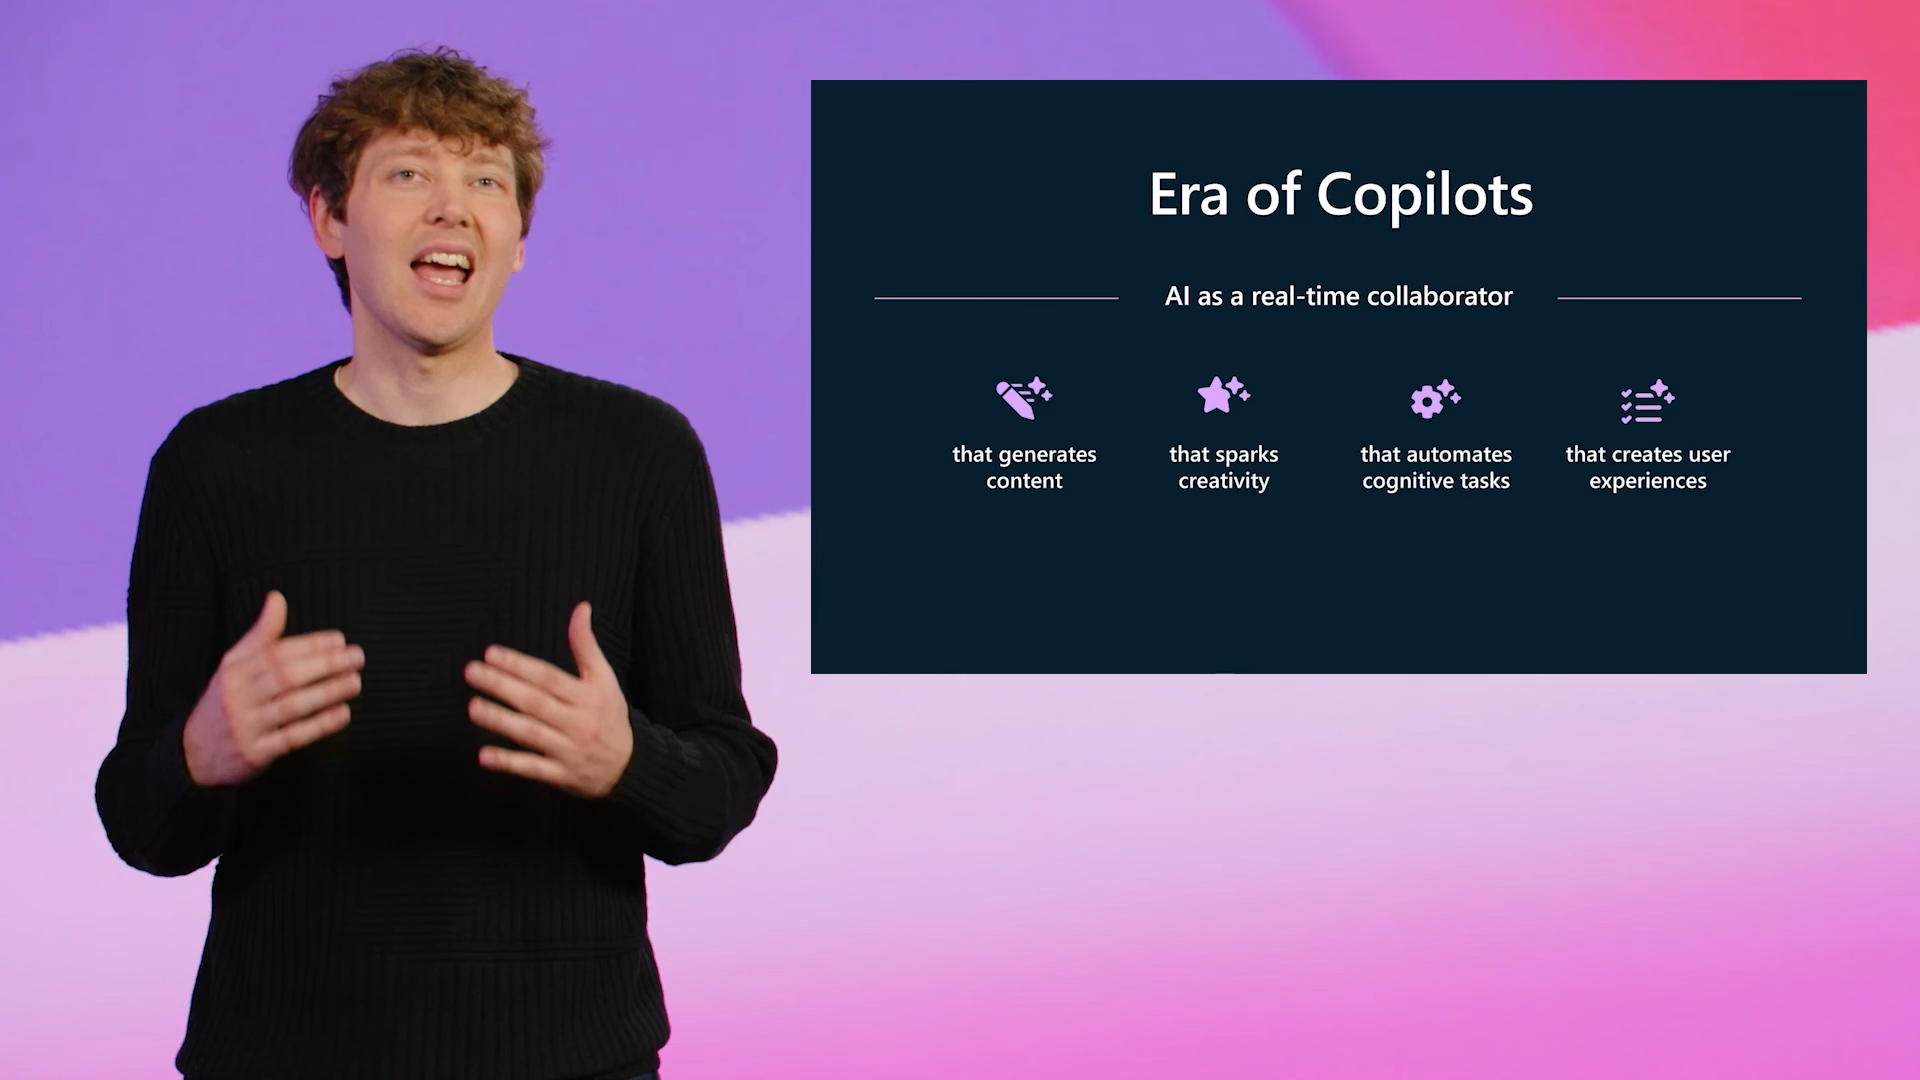 Era of Copilots
AI as a real-time collaborator
that generates
content
that sparks
creativity
that automates
cognitive tasks
that creates user
experiences